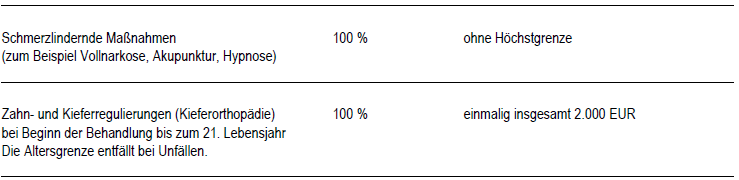 Schmerzlindernde Maßnahmen 100 % ohne Höchstgrenze
(zum Beispiel Vollnarkose, Akupunktur, Hypnose)
Zahn- und Kieferregulierungen (Kieferorthopädie) 100 % einmalig insgesamt 2.000 EUR
bei Beginn der Behandlung bis zum 21. Lebensjahr
Die Altersgrenze entfällt bei Unfällen.